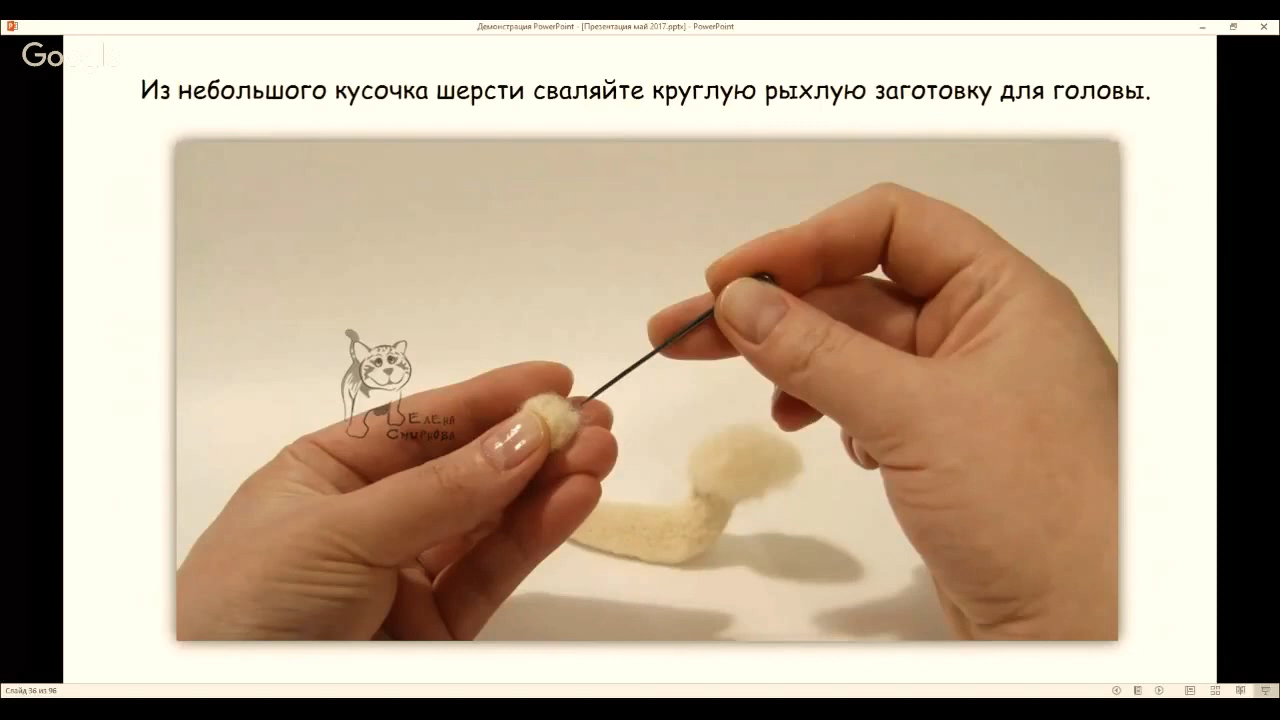 Демонстрация PowerPoint - [Презентация май 2017.pptx] - PowerPoint
Google
Из небольшого кусочка шерсти сваляйте круглую рыхлую заготовку для головы.
Елена
Смирнова
Слайд 36 из 96